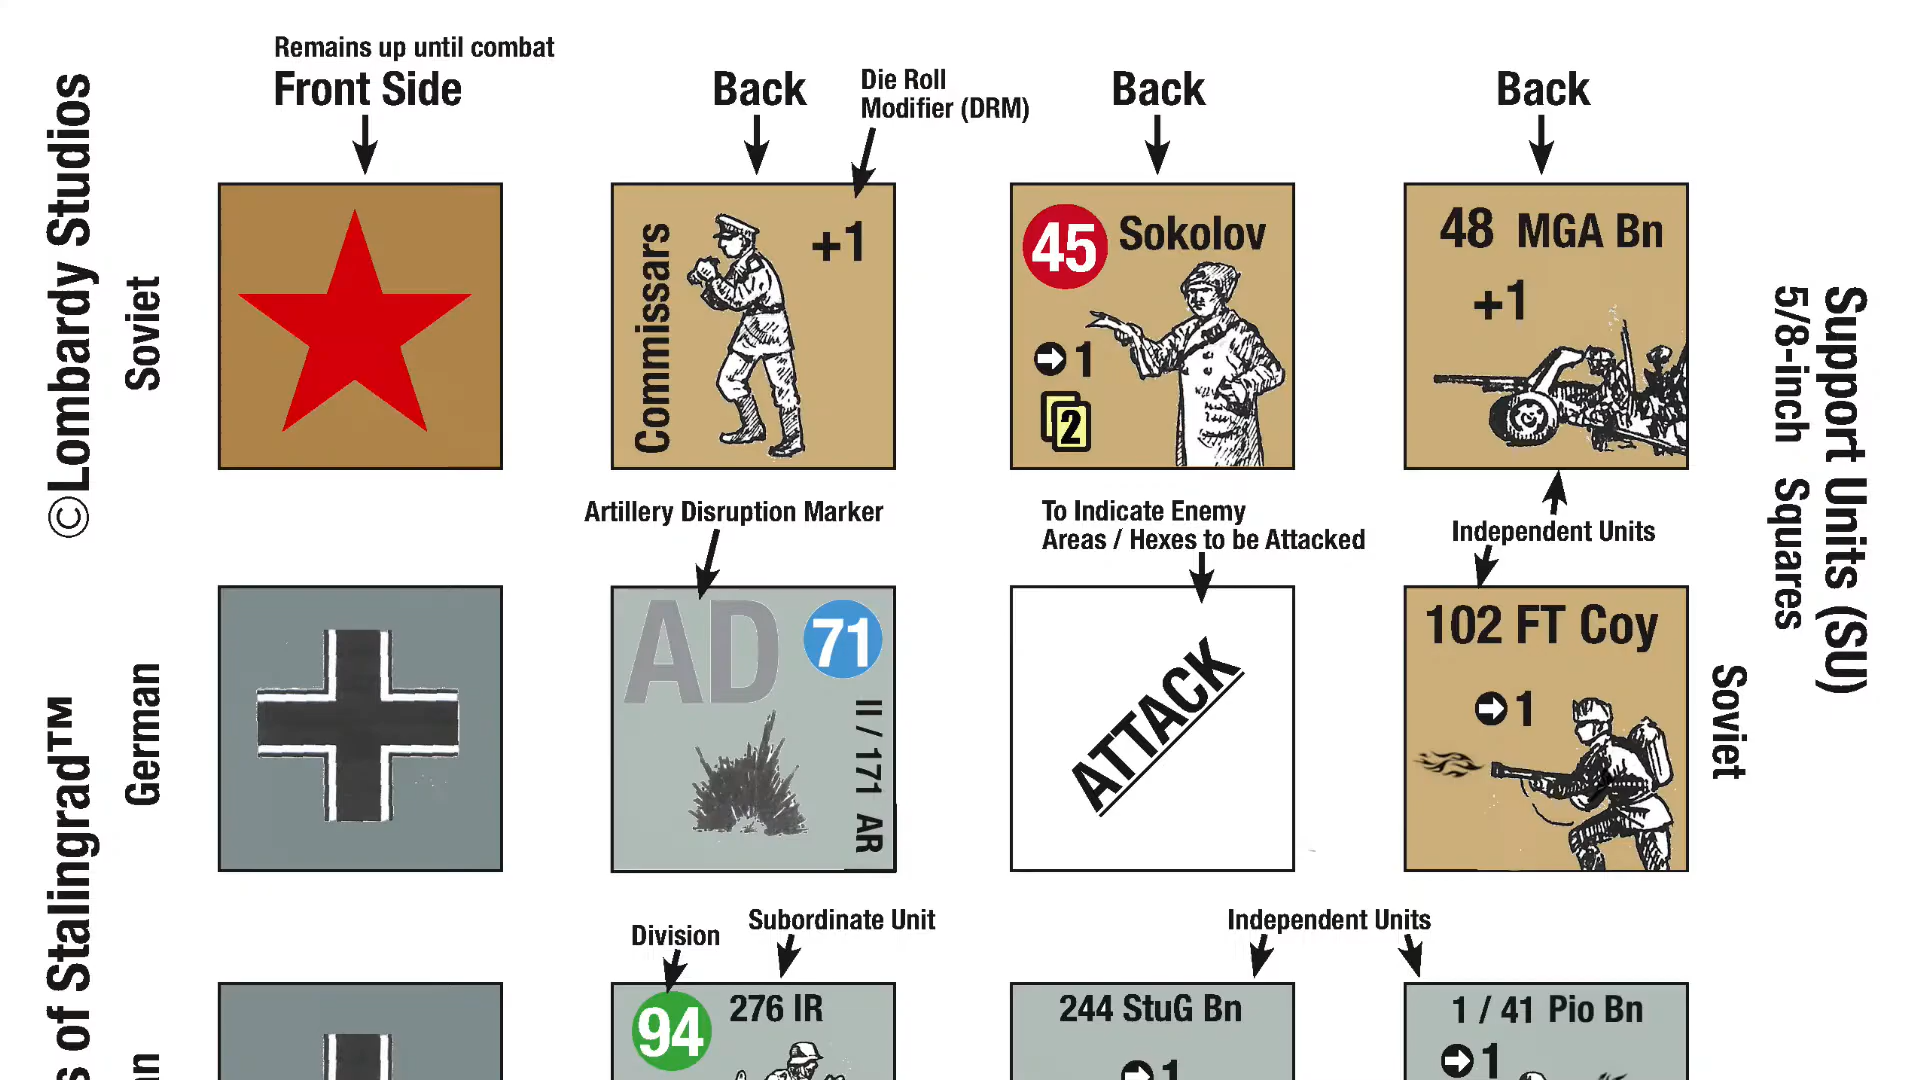 Remains up until combat
Front Side
Back
Die Roll
Modifier (DRM)
Back
Back
©Lombardy Studios
Soviet
Commissars
+1
45
Sokolov
1
2
48 MGA Bn
+1
Support Units (SU)
5/8-inch Squares
Artillery Disruption Marker
To Indicate Enemy
Areas / Hexes to be Attacked
Independent Units
German
AD
71
II / 171 AR
ATTACK
102 FT Coy
1
Soviet
s of Stalingrad™
Division
Subordinate Unit
Independent Units
94
276 IR
244 StuG Bn
1
1 / 41 Pio Bn
1
an